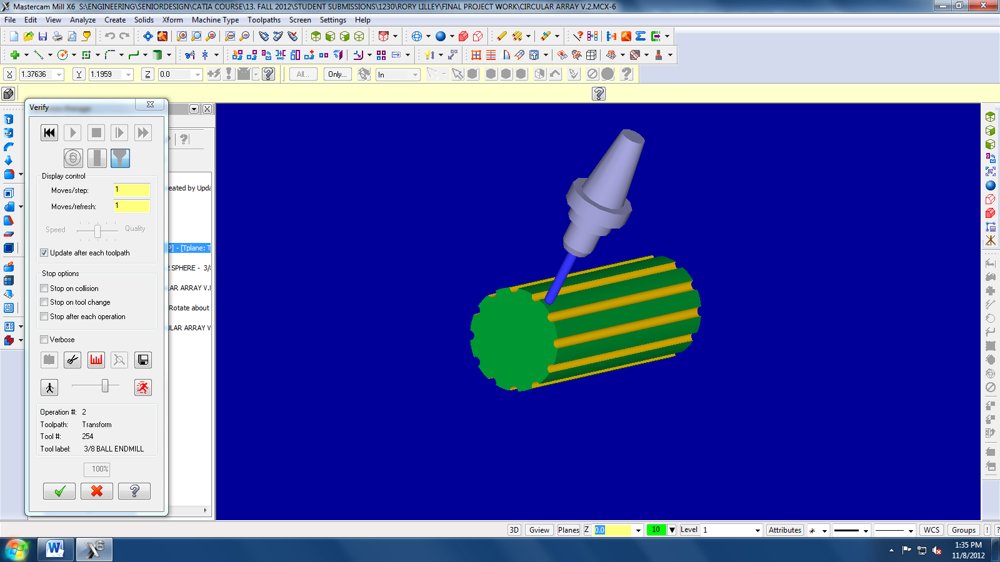 Mastercam Mill X6 S:\ENGINEERING\SENIORDESIGN\CATIA COURSE\13. FALL 2012\STUDENT SUBMISSIONS\1230\RORY LILLEY\FINAL PROJECT WORK\CIRCULAR ARRAY V.2.MCX-6
File Edit View Analyze Create Solids Xform Machine Type Toolpaths Screen Settings Help
X 1.37636 Y 1.1959 Z 0.0 All... Only... In
Verify
Display control
Moves/step: 1
Moves/refresh: 1
Speed Quality
Update after each toolpath
Stop options
Stop on collision
Stop on tool change
Stop after each operation
Verbose
Operation #: 2
Toolpath: Transform
Tool #: 254
Tool label: 3/8 BALL ENDMILL
100%
eated by Upda
P] - [Tplane: T
SPHERE - 3/8
LAR ARRAY V.I
Rotate about
ULAR ARRAY V
3D Gview Planes Z 0.0 10 Level 1 Attributes WCS Groups ! ?
1:35 PM
11/8/2012